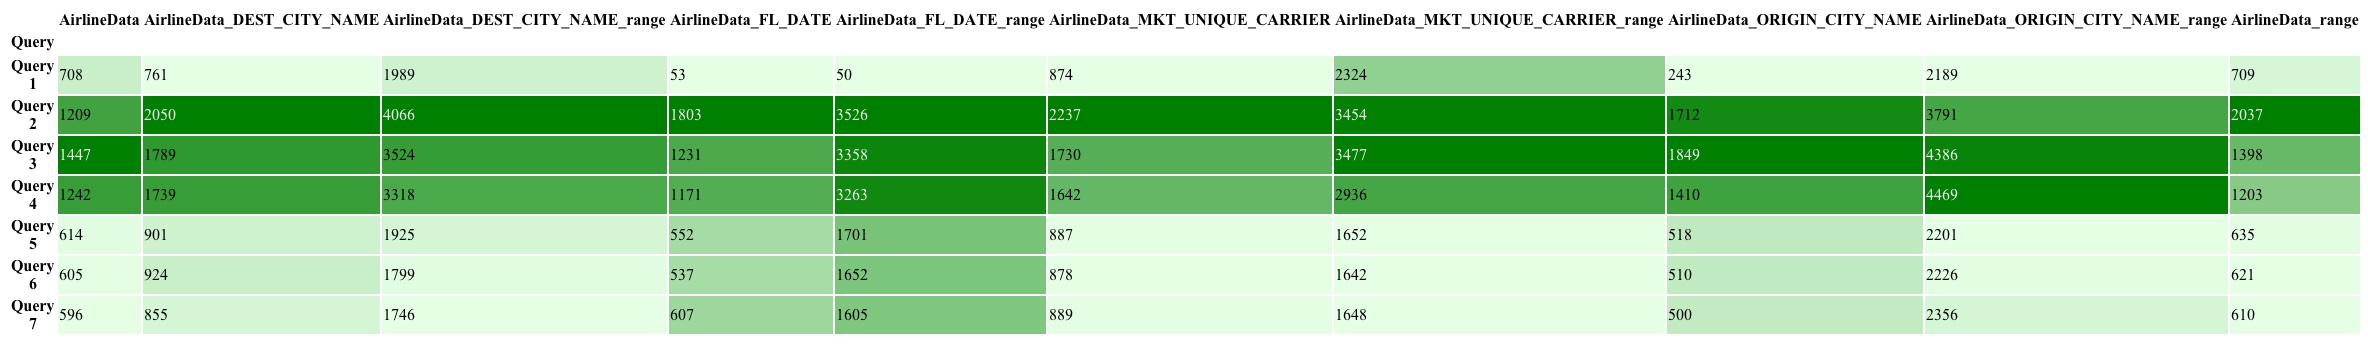 AirlineData AirlineData_DEST_CITY_NAME AirlineData_DEST_CITY_NAME_range AirlineData_FL_DATE AirlineData_FL_DATE_range AirlineData_MKT_UNIQUE_CARRIER AirlineData_MKT_UNIQUE_CARRIER_range AirlineData_ORIGIN_CITY_NAME AirlineData_ORIGIN_CITY_NAME_range AirlineData_range
Query
Query 1 708 761 1989 53 50 874 2324 243 2189 709
Query 2 1209 2050 4066 1803 3526 2237 3454 1712 3791 2037
Query 3 1447 1789 3524 1231 3358 1730 3477 1849 4386 1398
Query 4 1242 1739 3318 1171 3263 1642 2936 1410 4469 1203
Query 5 614 901 1925 552 1701 887 1652 518 2201 635
Query 6 605 924 1799 537 1652 878 1642 510 2226 621
Query 7 596 855 1746 607 1605 889 1648 500 2356 610